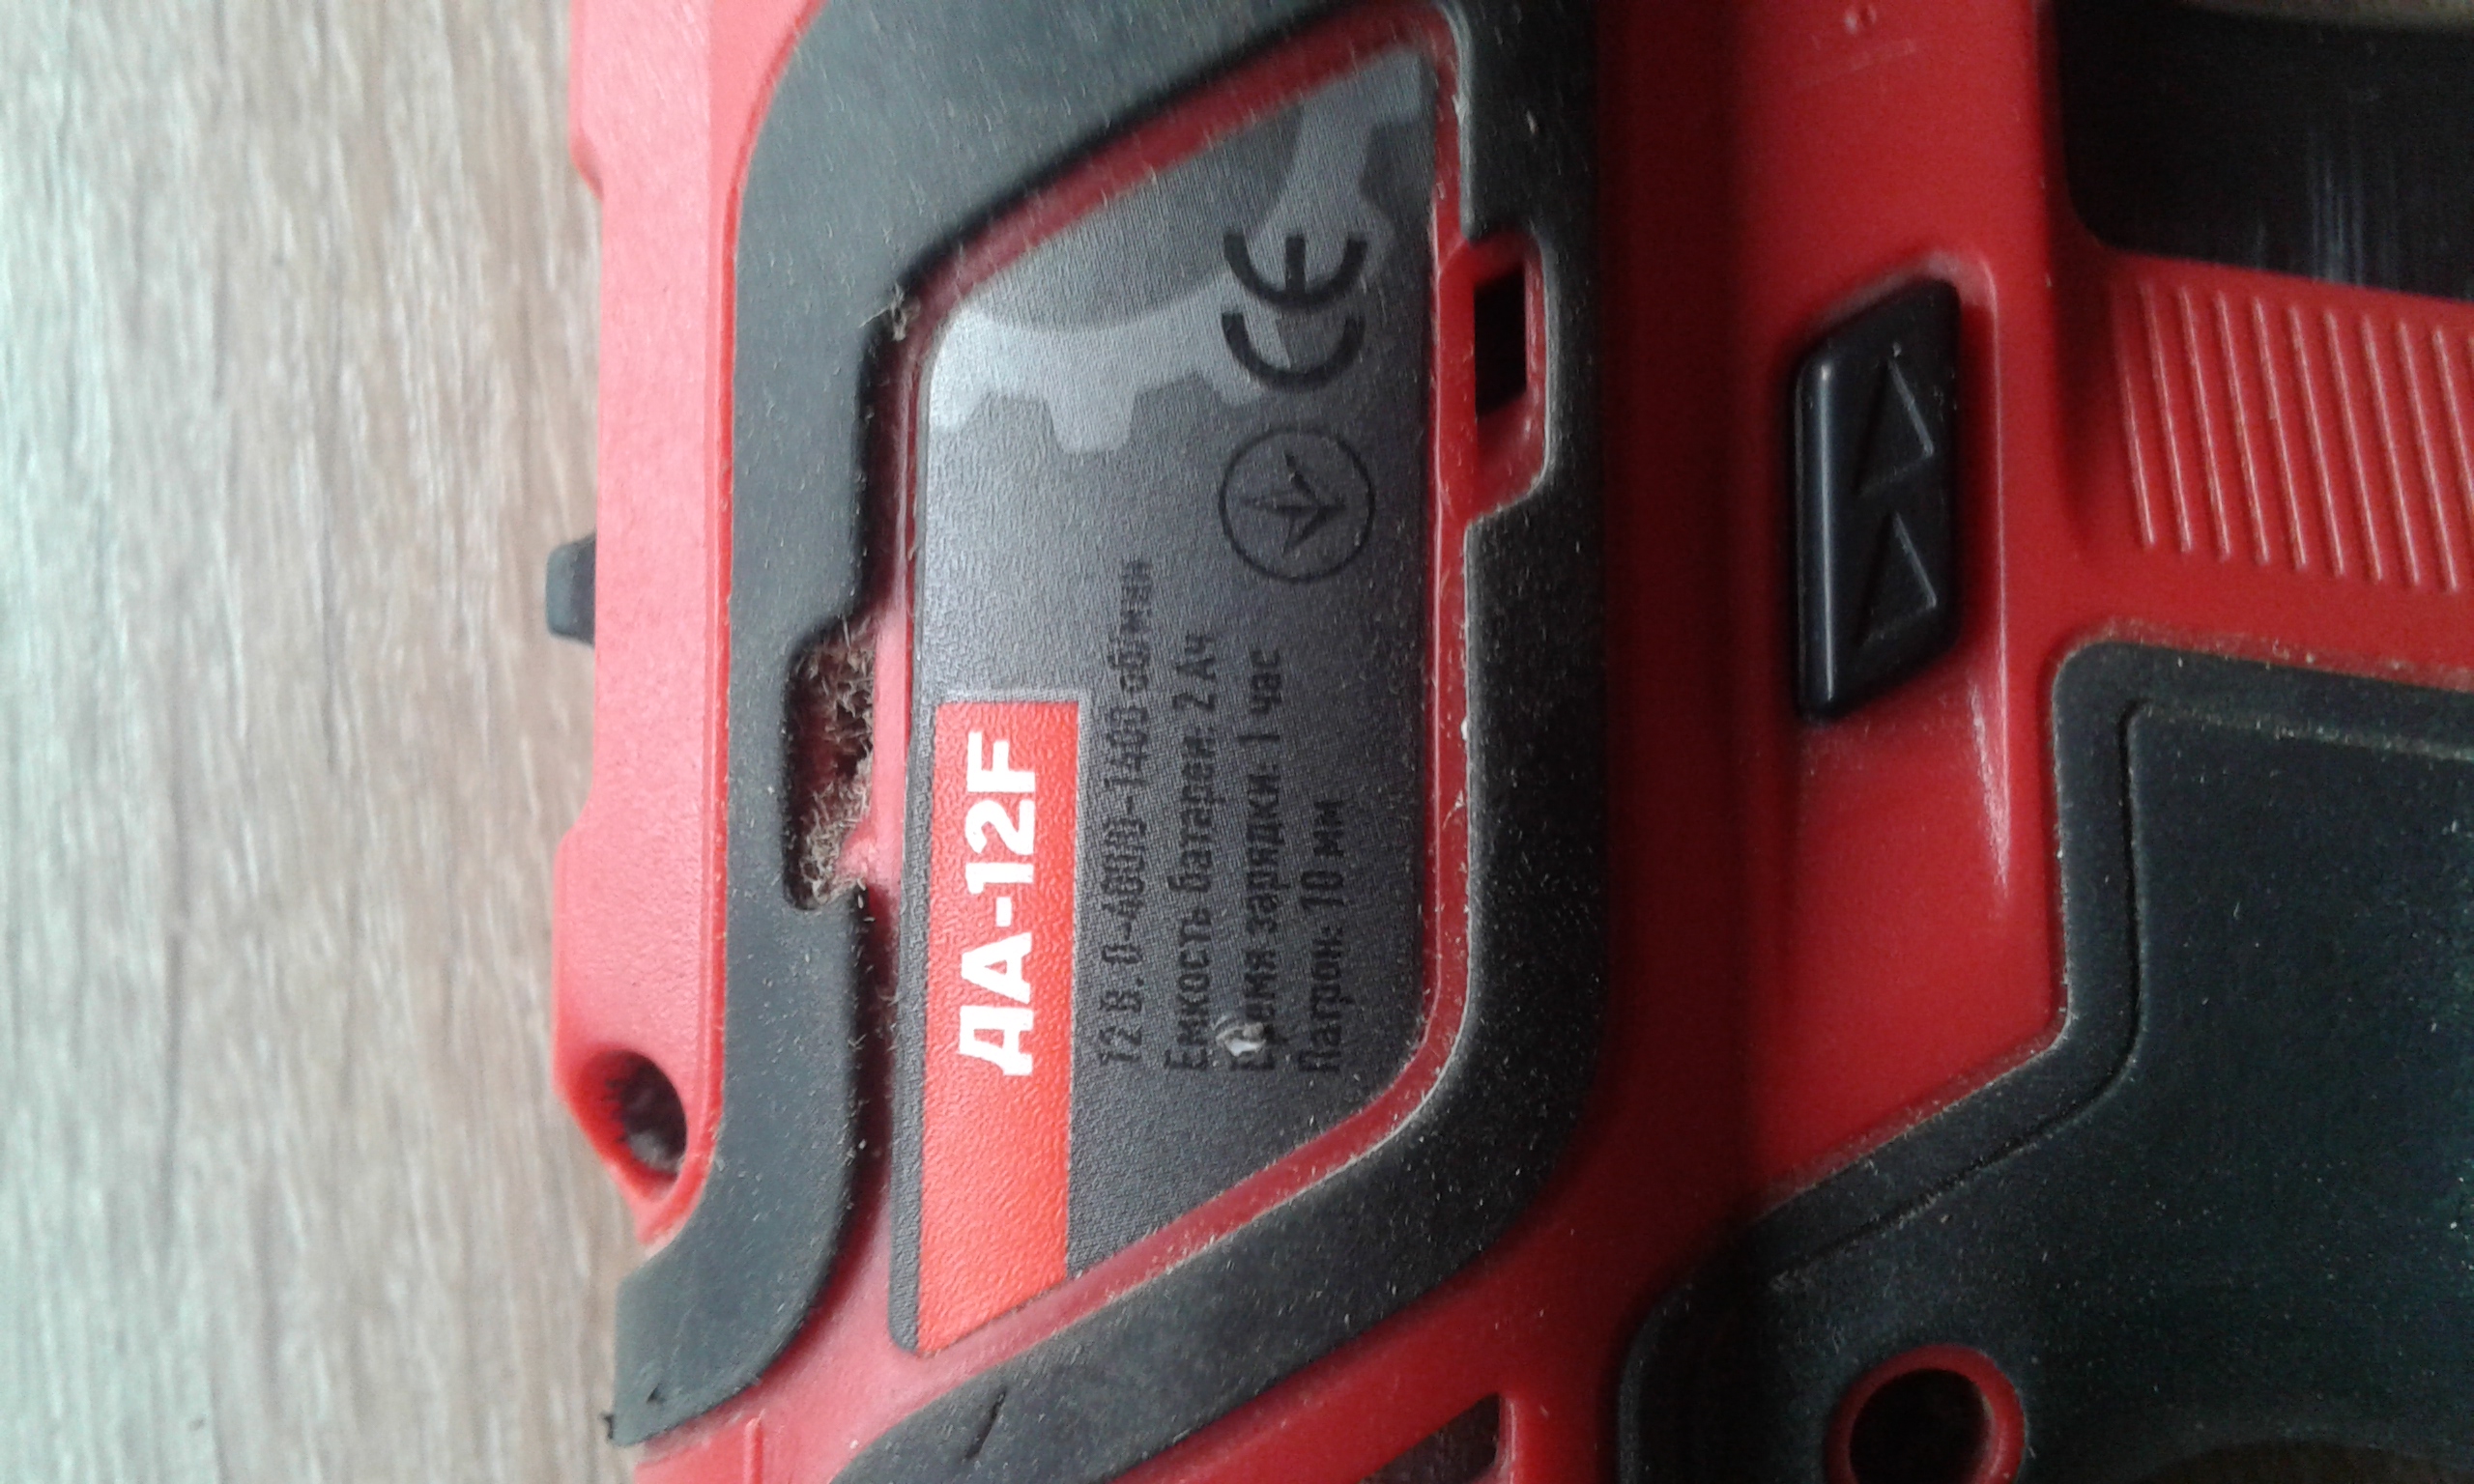 ДА-12F
12 В. 0-400\0-1400 об/мин
Емкость батареи: 2 Ач
Время зарядки: 1 час
Патрон: 10 мм
CE